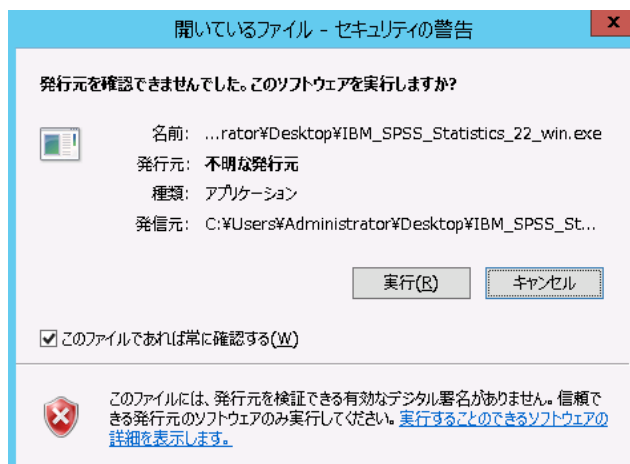 開いているファイル - セキュリティの警告
x
発行元を確認できませんでした。このソフトウェアを実行しますか?
名前: ...rator¥Desktop¥IBM_SPSS_Statistics_22_win.exe
発行元: 不明な発行元
種類: アプリケーション
発信元: C:¥Users¥Administrator¥Desktop¥IBM_SPSS_St...
実行(R) キャンセル
このファイルであれば常に確認する(W)
このファイルには、発行元を検証できる有効なデジタル署名がありません。信頼で
きる発行元のソフトウェアのみ実行してください。実行することのできるソフトウェアの
詳細を表示します。